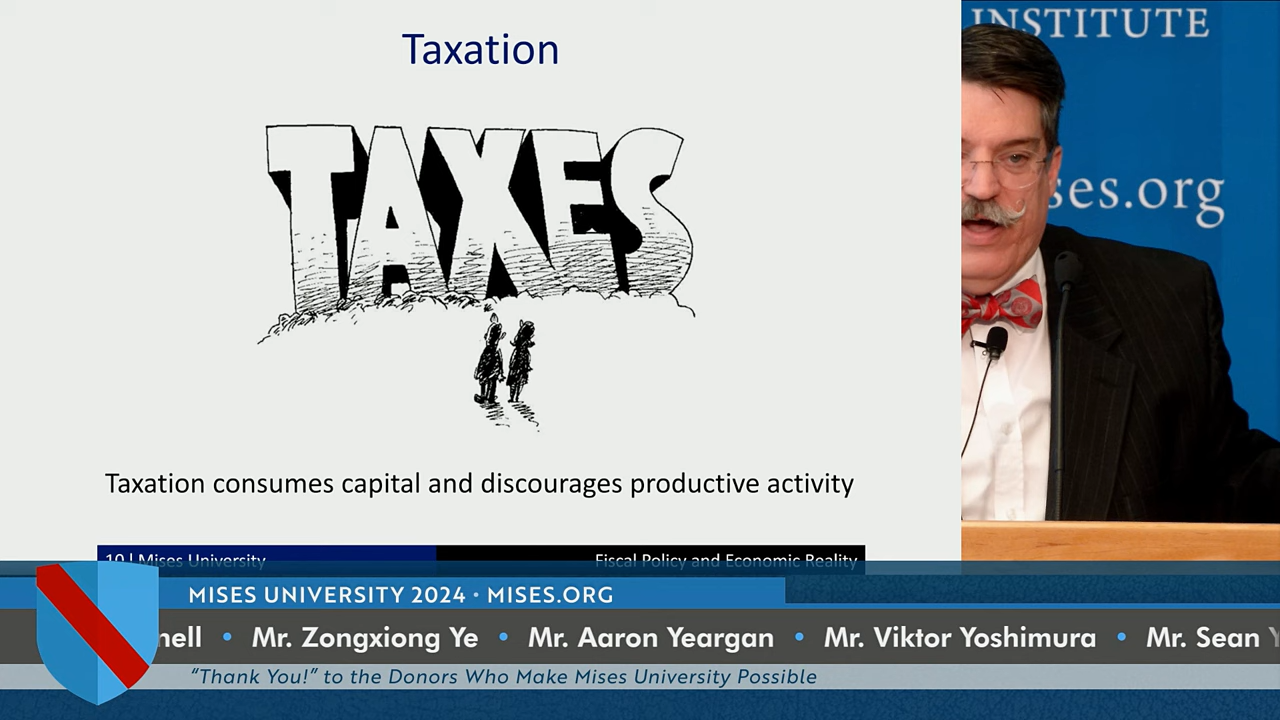 Taxation
TAXES
Taxation consumes capital and discourages productive activity
10 | Mises University
Fiscal Policy and Economic Reality
INSTITUTE
ses.org
MISES UNIVERSITY 2024 • MISES.ORG
nell • Mr. Zongxiong Ye • Mr. Aaron Yeargan • Mr. Viktor Yoshimura • Mr. Sean Y
“Thank You!” to the Donors Who Make Mises University Possible